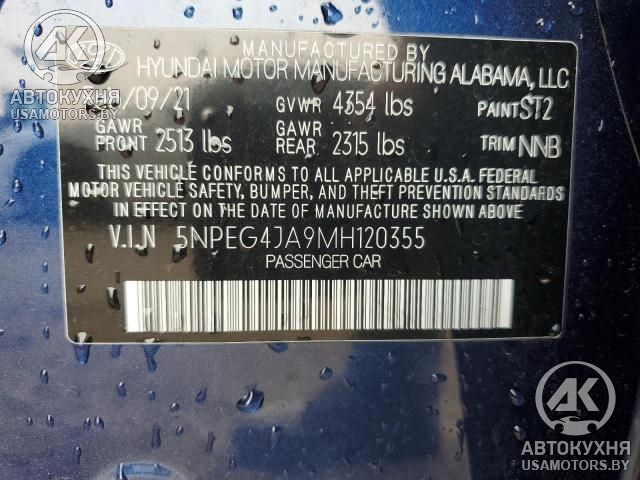 MANUFACTURED BY
HYUNDAI MOTOR MANUFACTURING ALABAMA, LLC
/09/21 GVWR 4354 lbs PAINT ST2
GAWR FRONT 2513 lbs GAWR REAR 2315 lbs TRIM NNB
THIS VEHICLE CONFORMS TO ALL APPLICABLE U.S.A. FEDERAL
MOTOR VEHICLE SAFETY, BUMPER, AND THEFT PREVENTION STANDARDS
IN EFFECT ON THE DATE OF MANUFACTURE SHOWN ABOVE.
V.I.N 5NPEG4JA9MH120355
PASSENGER CAR
АК
АВТОКУХНЯ
USAMOTORS.BY
АК
АВТОКУХНЯ
USAMOTORS.BY